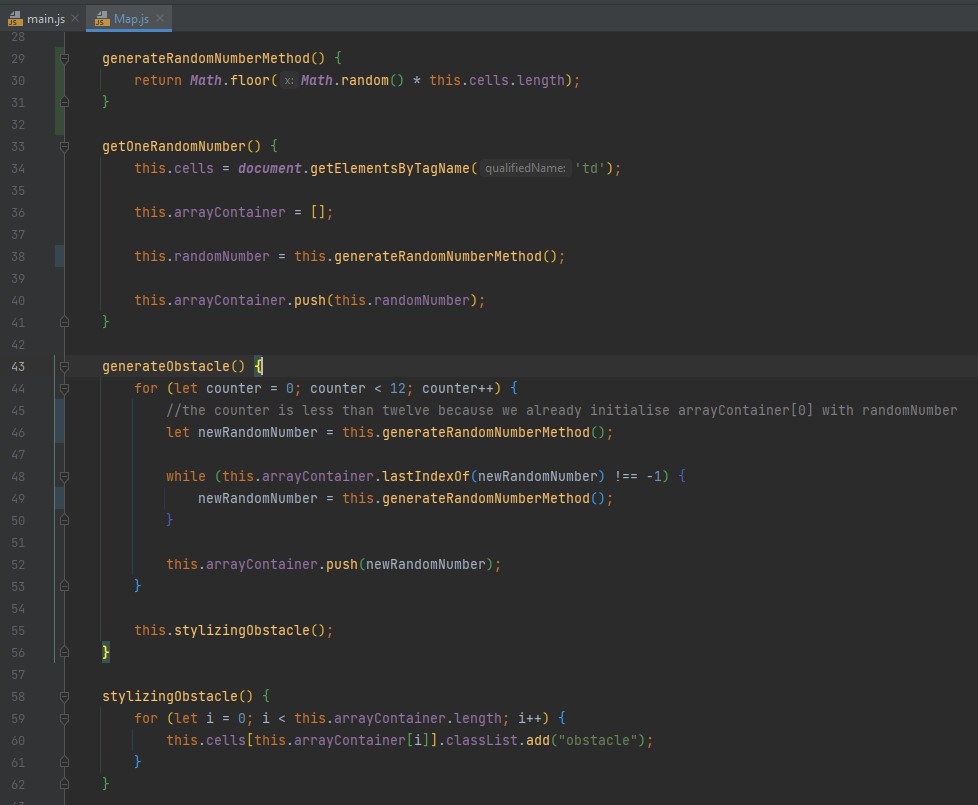 main.js Map.js
28
29 generateRandomNumberMethod() {
30 return Math.floor( x: Math.random() * this.cells.length);
31 }
32
33 getOneRandomNumber() {
34 this.cells = document.getElementsByTagName( qualifiedName: 'td');
35
36 this.arrayContainer = [];
37
38 this.randomNumber = this.generateRandomNumberMethod();
39
40 this.arrayContainer.push(this.randomNumber);
41 }
42
43 generateObstacle() {
44 for (let counter = 0; counter < 12; counter++) {
45 //the counter is less than twelve because we already initialise arrayContainer[0] with randomNumber
46 let newRandomNumber = this.generateRandomNumberMethod();
47
48 while (this.arrayContainer.lastIndexOf(newRandomNumber) !== -1) {
49 newRandomNumber = this.generateRandomNumberMethod();
50 }
51
52 this.arrayContainer.push(newRandomNumber);
53 }
54
55 this.stylizingObstacle();
56 }
57
58 stylizingObstacle() {
59 for (let i = 0; i < this.arrayContainer.length; i++) {
60 this.cells[this.arrayContainer[i]].classList.add("obstacle");
61 }
62 }